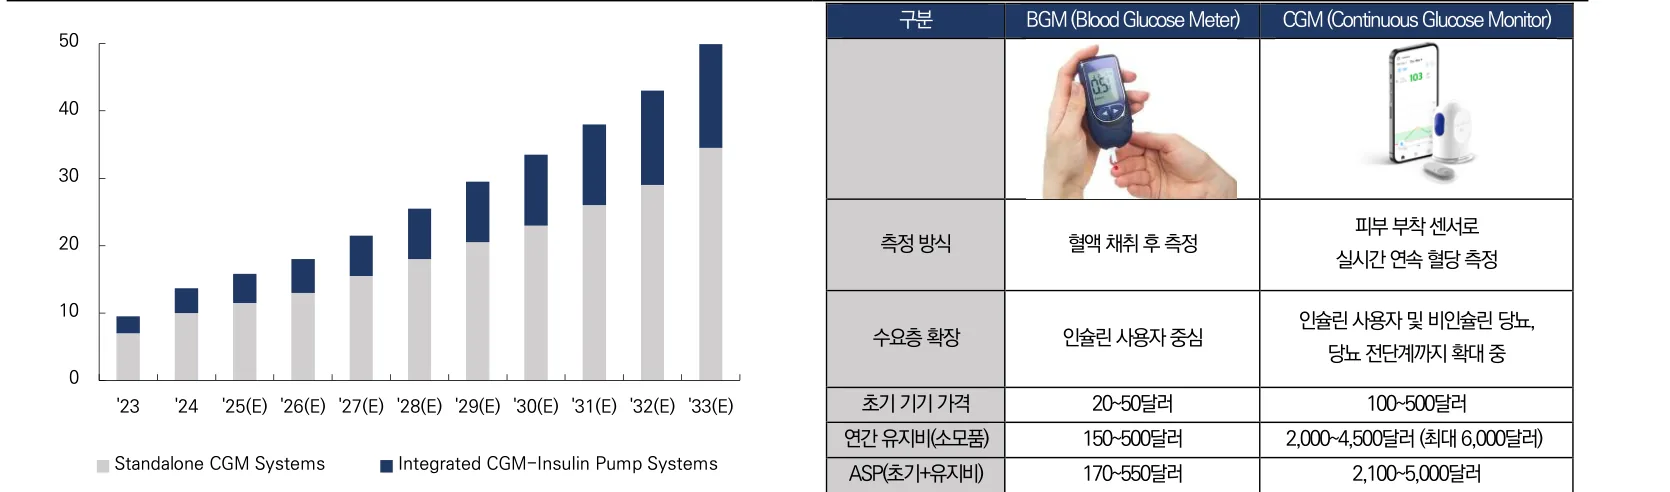 50
40
30
20
10
0
'23 '24 '25(E) '26(E) '27(E) '28(E) '29(E) '30(E) '31(E) '32(E) '33(E)
Standalone CGM Systems Integrated CGM-Insulin Pump Systems
구분 BGM (Blood Glucose Meter) CGM (Continuous Glucose Monitor)
0.5
103
측정 방식 혈액 채취 후 측정 피부 부착 센서로
실시간 연속 혈당 측정
수요층 확장 인슐린 사용자 중심 인슐린 사용자 및 비인슐린 당뇨,
당뇨 전단계까지 확대 중
초기 기기 가격 20~50달러 100~500달러
연간 유지비(소모품) 150~500달러 2,000~4,500달러 (최대 6,000달러)
ASP(초기+유지비) 170~550달러 2,100~5,000달러